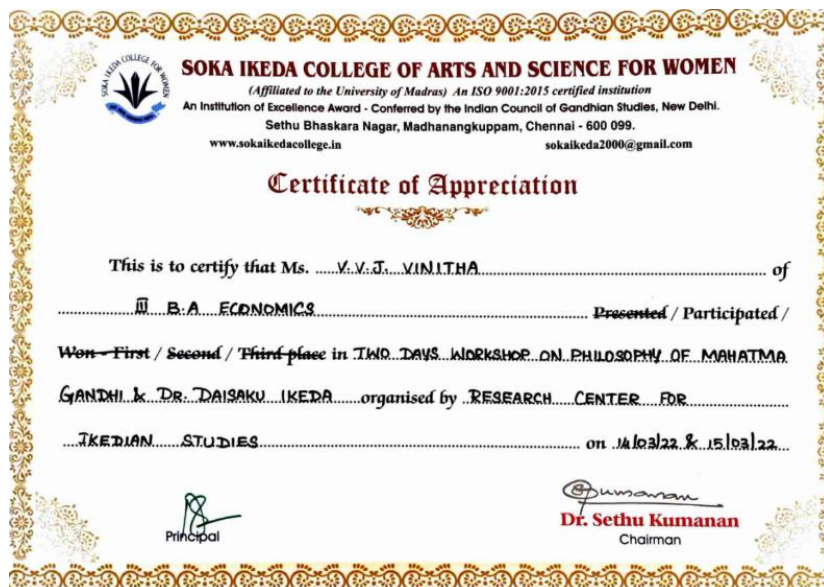 SOKA IKEDA COLLEGE FOR WOMEN
SOKA IKEDA COLLEGE OF ARTS AND SCIENCE FOR WOMEN
(Affiliated to the University of Madras) An ISO 9001:2015 certified institution
An Institution of Excellence Award - Conferred by the Indian Council of Gandhian Studies, New Delhi.
Sethu Bhaskara Nagar, Madhanangkuppam, Chennai - 600 099.
www.sokaikedacollege.in sokaikeda2000@gmail.com
Certificate of Appreciation
This is to certify that Ms. V.V.J. VINITHA of
III B.A ECONOMICS Presented / Participated /
Won - First / Second / Third place in TWO DAYS WORKSHOP ON PHILOSOPHY OF MAHATMA
GANDHI & DR. DAISAKU IKEDA organised by RESEARCH CENTER FOR
IKEDIAN STUDIES on 14/03/22 & 15/03/22
Principal
Dr. Sethu Kumanan
Chairman